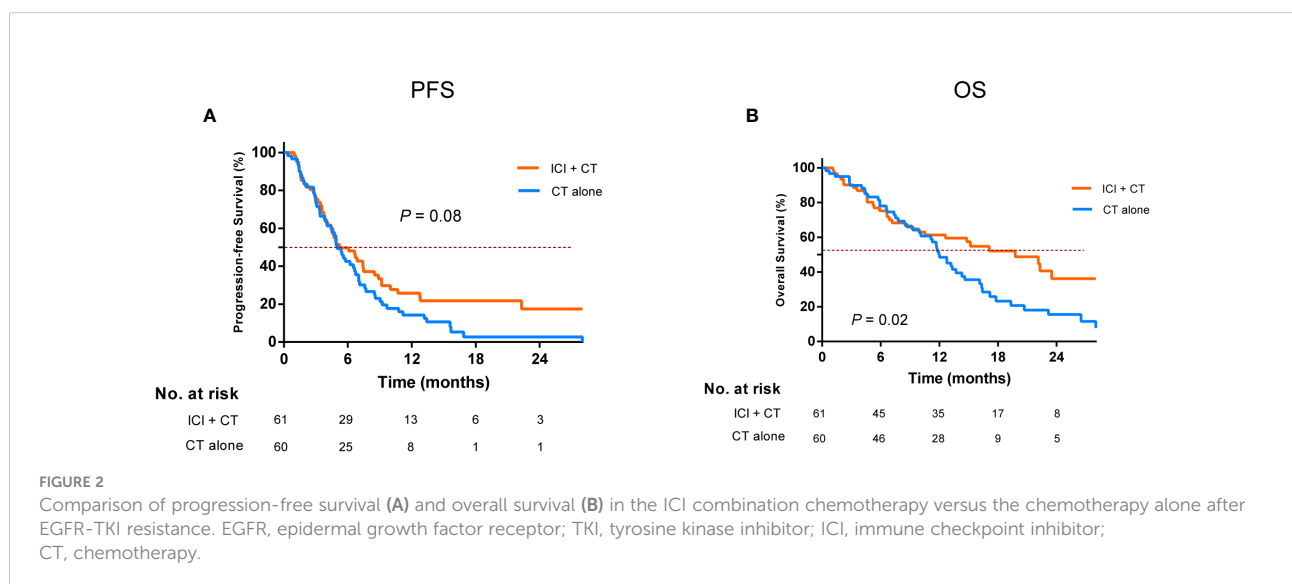 PFS
A
Progression-free Survival (%)
100
80
60
40
20
0
ICI + CT
CT alone
P = 0.08
0 6 12 18 24
Time (months)
No. at risk
ICI + CT 61 29 13 6 3
CT alone 60 25 8 1 1
OS
B
Overall Survival (%)
100
80
60
40
20
0
ICI + CT
CT alone
P = 0.02
0 6 12 18 24
Time (months)
No. at risk
ICI + CT 61 45 35 17 8
CT alone 60 46 28 9 5
FIGURE 2
Comparison of progression-free survival (A) and overall survival (B) in the ICI combination chemotherapy versus the chemotherapy alone after
EGFR-TKI resistance. EGFR, epidermal growth factor receptor; TKI, tyrosine kinase inhibitor; ICI, immune checkpoint inhibitor;
CT, chemotherapy.